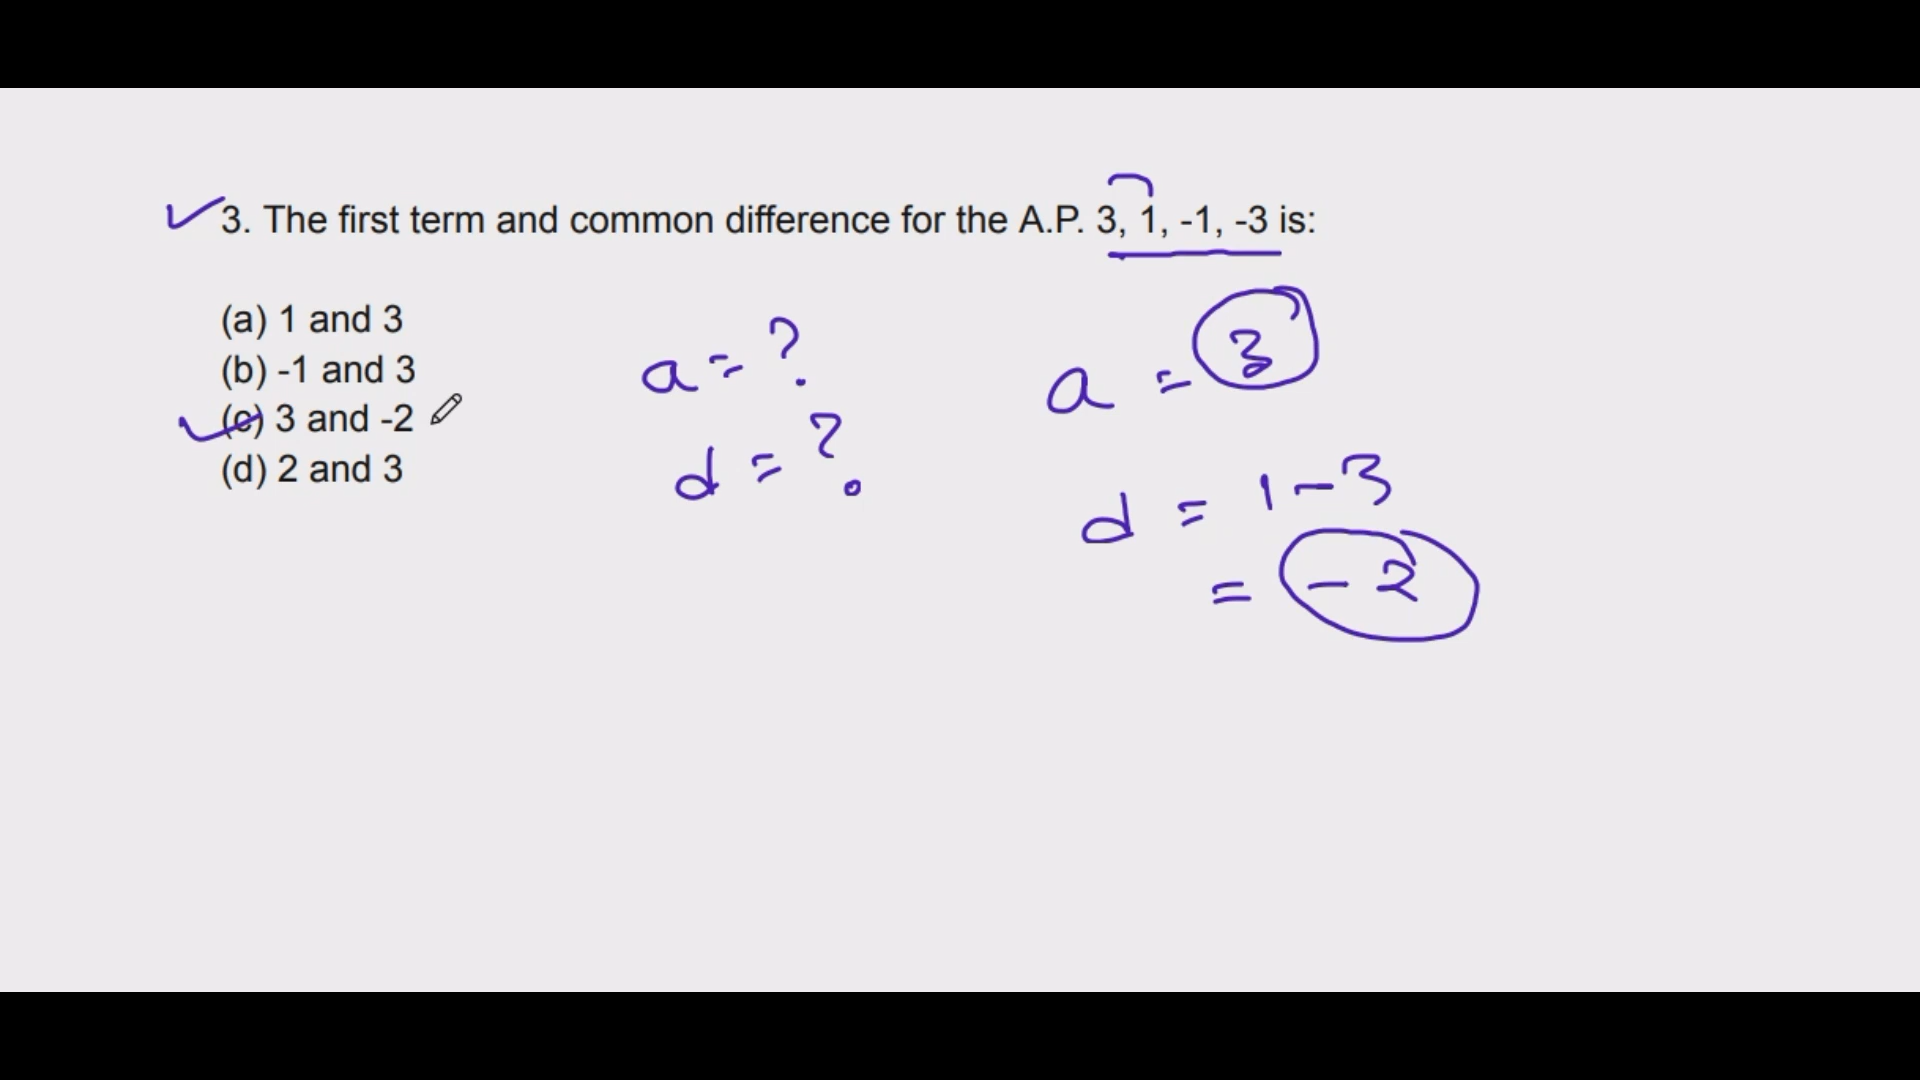 3. The first term and common difference for the A.P. 3, 1, -1, -3 is:
(a) 1 and 3
(b) -1 and 3
(c) 3 and -2
(d) 2 and 3
a = ?
d = ?
a = 3
d = 1 - 3
= - 2